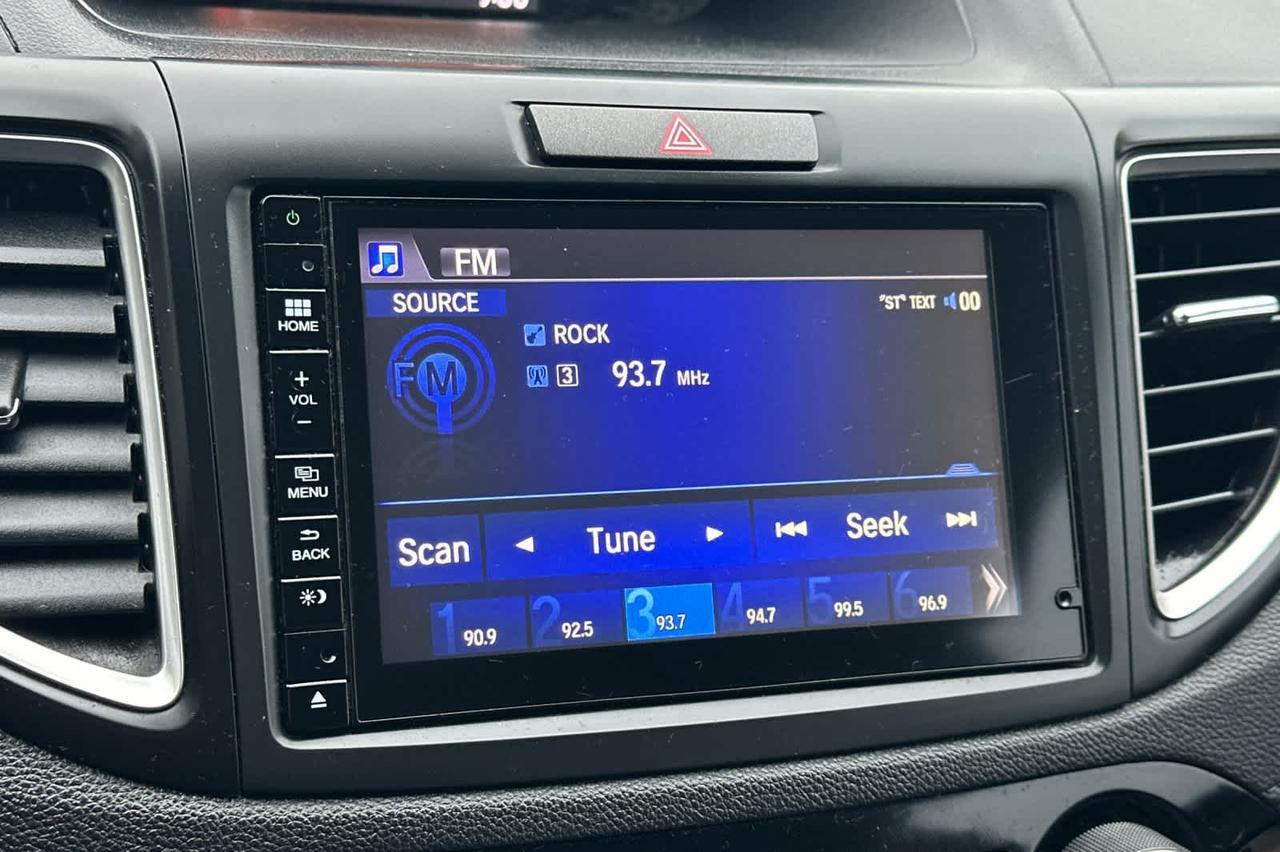 FM
SOURCE
"ST" TEXT 00
FM
ROCK
3 93.7 MHz
HOME
+
VOL
−
MENU
BACK
Scan Tune Seek
1 90.9 2 92.5 3 93.7 4 94.7 5 99.5 6 96.9